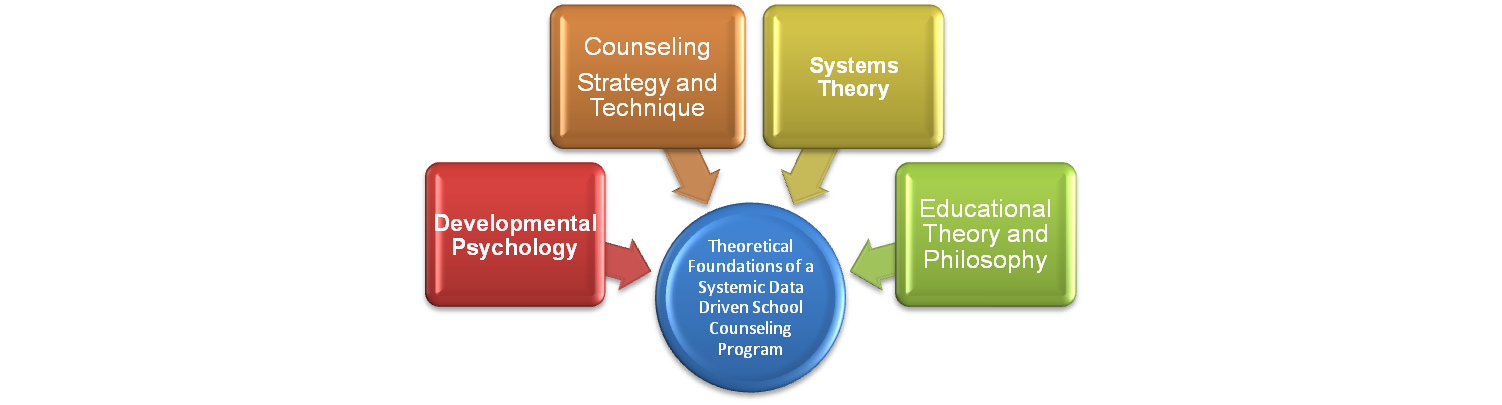 Counseling
Strategy and
Technique
Systems
Theory
Developmental
Psychology
Educational
Theory and
Philosophy
Theoretical
Foundations of a
Systemic Data
Driven School
Counseling
Program